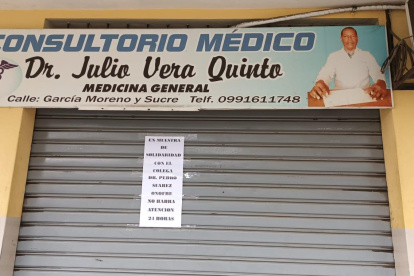 CONSULTORIO MÉDICO
Dr. Julio Vera Quinto
MEDICINA GENERAL
Calle: García Moreno y Sucre Telf. 0991611748
EN MUESTRA
DE
SOLIDARIDAD
CON EL
COLEGA
DR. PEDRO
SUAREZ
ONOFRE
NO HABRA
ATENCION
24 HORAS